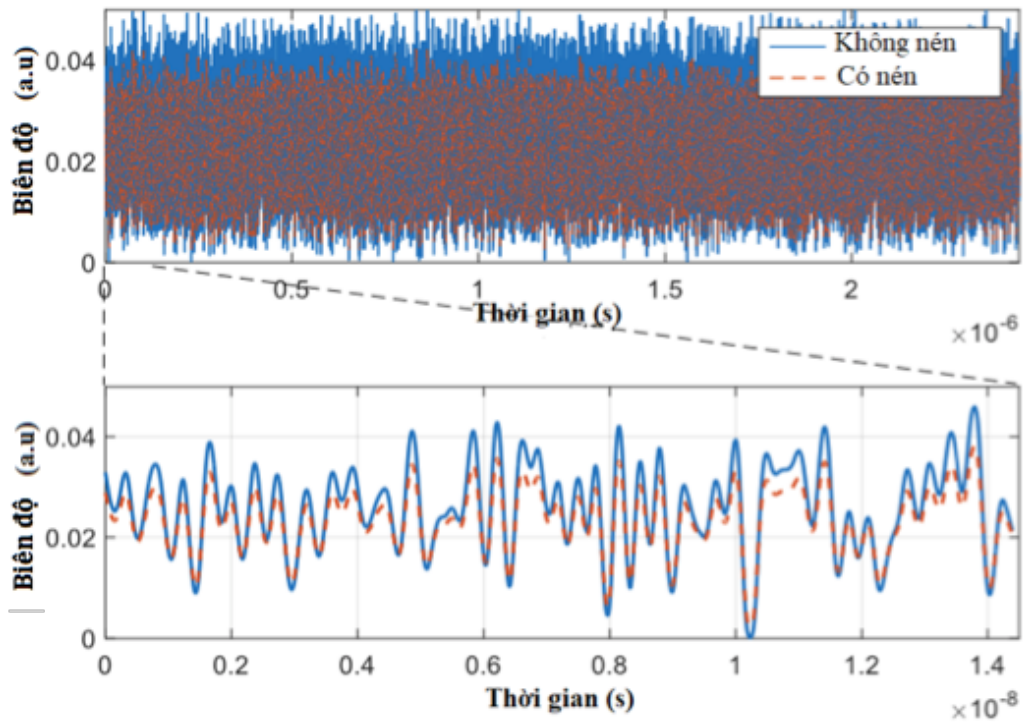 Biên độ (a.u)
0.04
0.02
0
Không nén
Có nén
0 0.5 1 1.5 2
Thời gian (s)
×10-6
Biên độ (a.u)
0.04
0.02
0
0 0.2 0.4 0.6 0.8 1 1.2 1.4
Thời gian (s)
×10-8